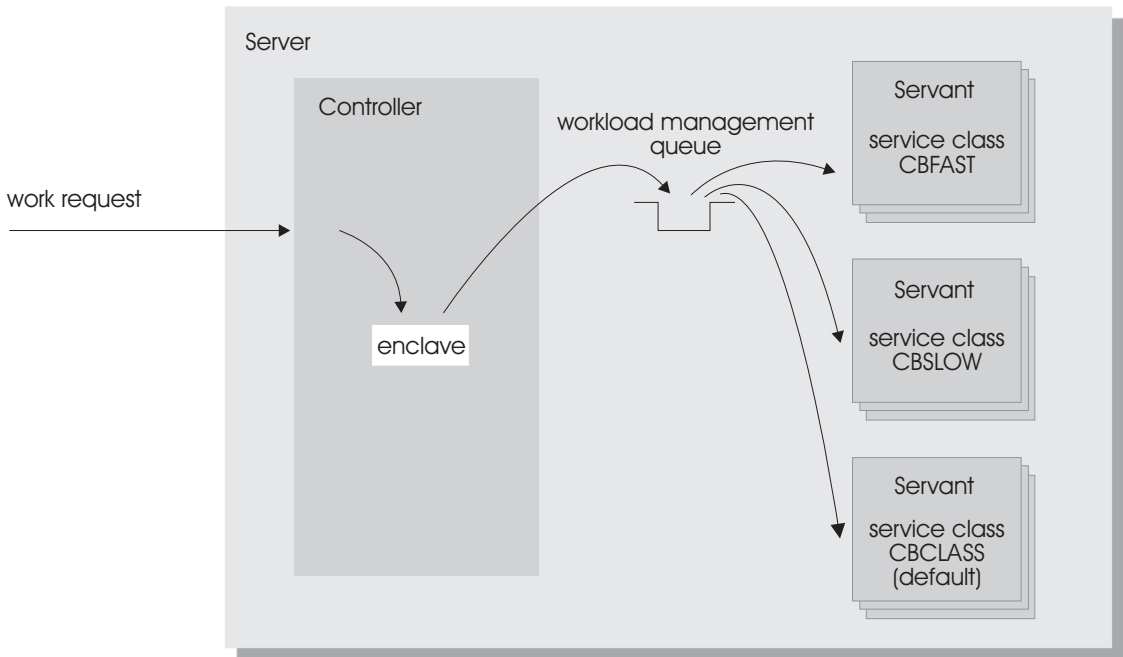 Server
Controller
work request
enclave
workload management
queue
Servant
service class
CBFAST
Servant
service class
CBSLOW
Servant
service class
CBCLASS
(default)